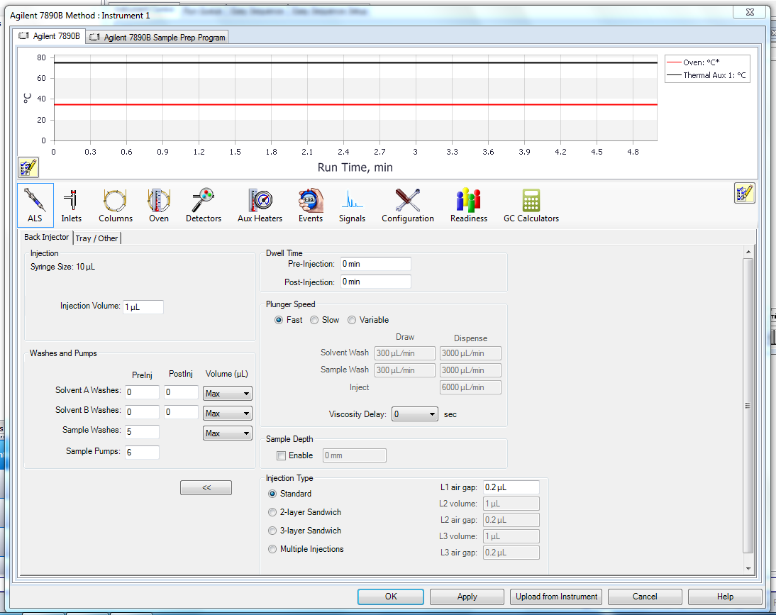 Agilent 7890B Method : Instrument 1
Agilent 7890B
Agilent 7890B Sample Prep Program
80
60
40
20
0
°C
0 0.3 0.6 0.9 1.2 1.5 1.8 2.1 2.4 2.7 3 3.3 3.6 3.9 4.2 4.5 4.8
Run Time, min
Oven: °C*
Thermal Aux 1: °C
ALS Inlets Columns Oven Detectors Aux Heaters Events Signals Configuration Readiness GC Calculators
Back Injector Tray / Other
Injection
Syringe Size: 10 µL
Injection Volume: 1 µL
Washes and Pumps
PreInj PostInj Volume (µL)
Solvent A Washes: 0 0 Max
Solvent B Washes: 0 0 Max
Sample Washes: 5 Max
Sample Pumps: 6
<<
Dwell Time
Pre-Injection: 0 min
Post-Injection: 0 min
Plunger Speed
Fast Slow Variable
Draw Dispense
Solvent Wash 300 µL/min 3000 µL/min
Sample Wash 300 µL/min 3000 µL/min
Inject 6000 µL/min
Viscosity Delay: 0 sec
Sample Depth
Enable 0 mm
Injection Type
Standard
2-layer Sandwich
3-layer Sandwich
Multiple Injections
L1 air gap: 0.2 µL
L2 volume: 1 µL
L2 air gap: 0.2 µL
L3 volume: 1 µL
L3 air gap: 0.2 µL
OK Apply Upload from Instrument Cancel Help